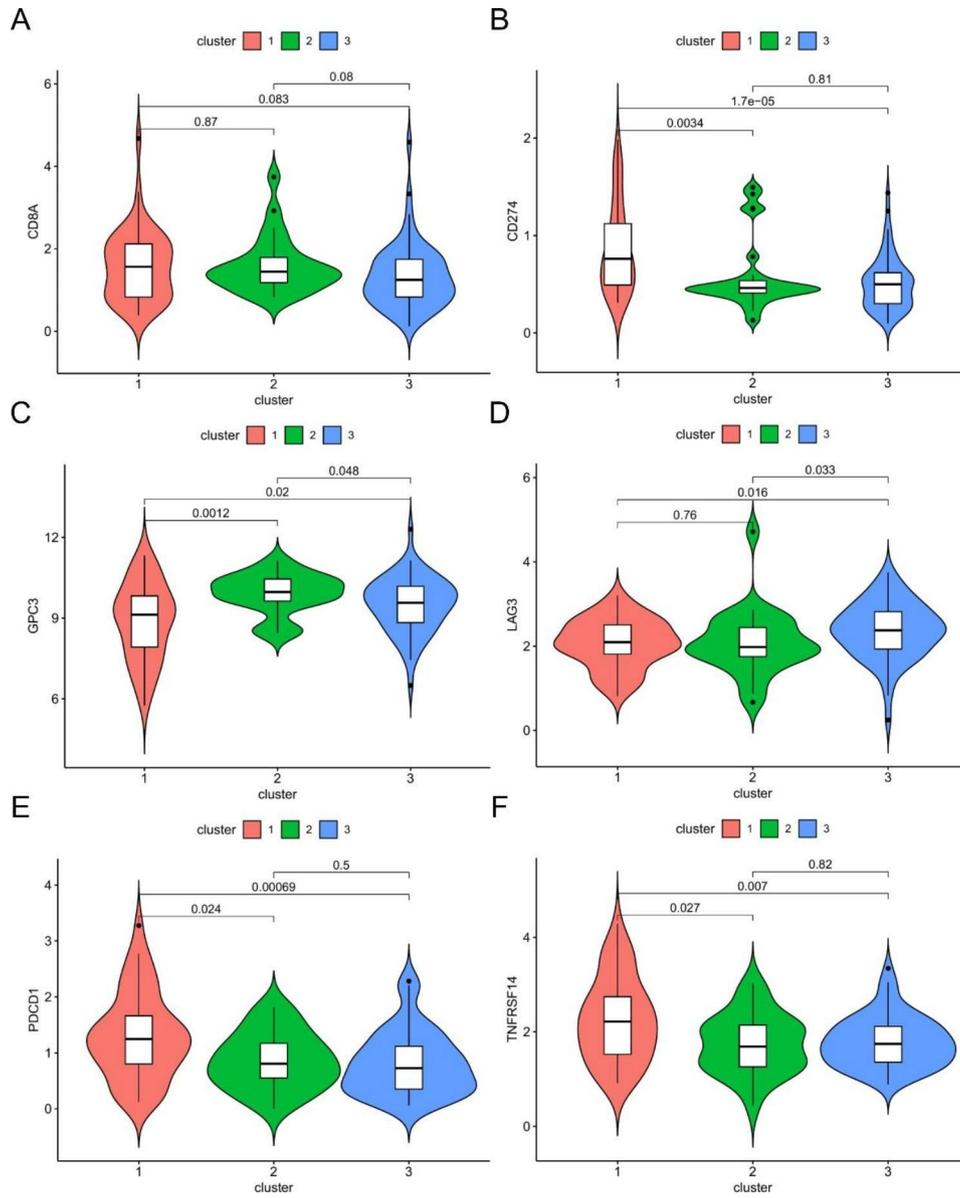 A
cluster 1 2 3
CD8A
6
4
2
0
0.08
0.083
0.87
1 2 3
cluster
B
cluster 1 2 3
CD274
2
1
0
0.81
1.7e−05
0.0034
1 2 3
cluster
C
cluster 1 2 3
GPC3
12
9
6
0.048
0.02
0.0012
1 2 3
cluster
D
cluster 1 2 3
LAG3
6
4
2
0
0.033
0.016
0.76
1 2 3
cluster
E
cluster 1 2 3
PDCD1
4
3
2
1
0
0.5
0.00069
0.024
1 2 3
cluster
F
cluster 1 2 3
TNFRSF14
4
2
0
0.82
0.007
0.027
1 2 3
cluster